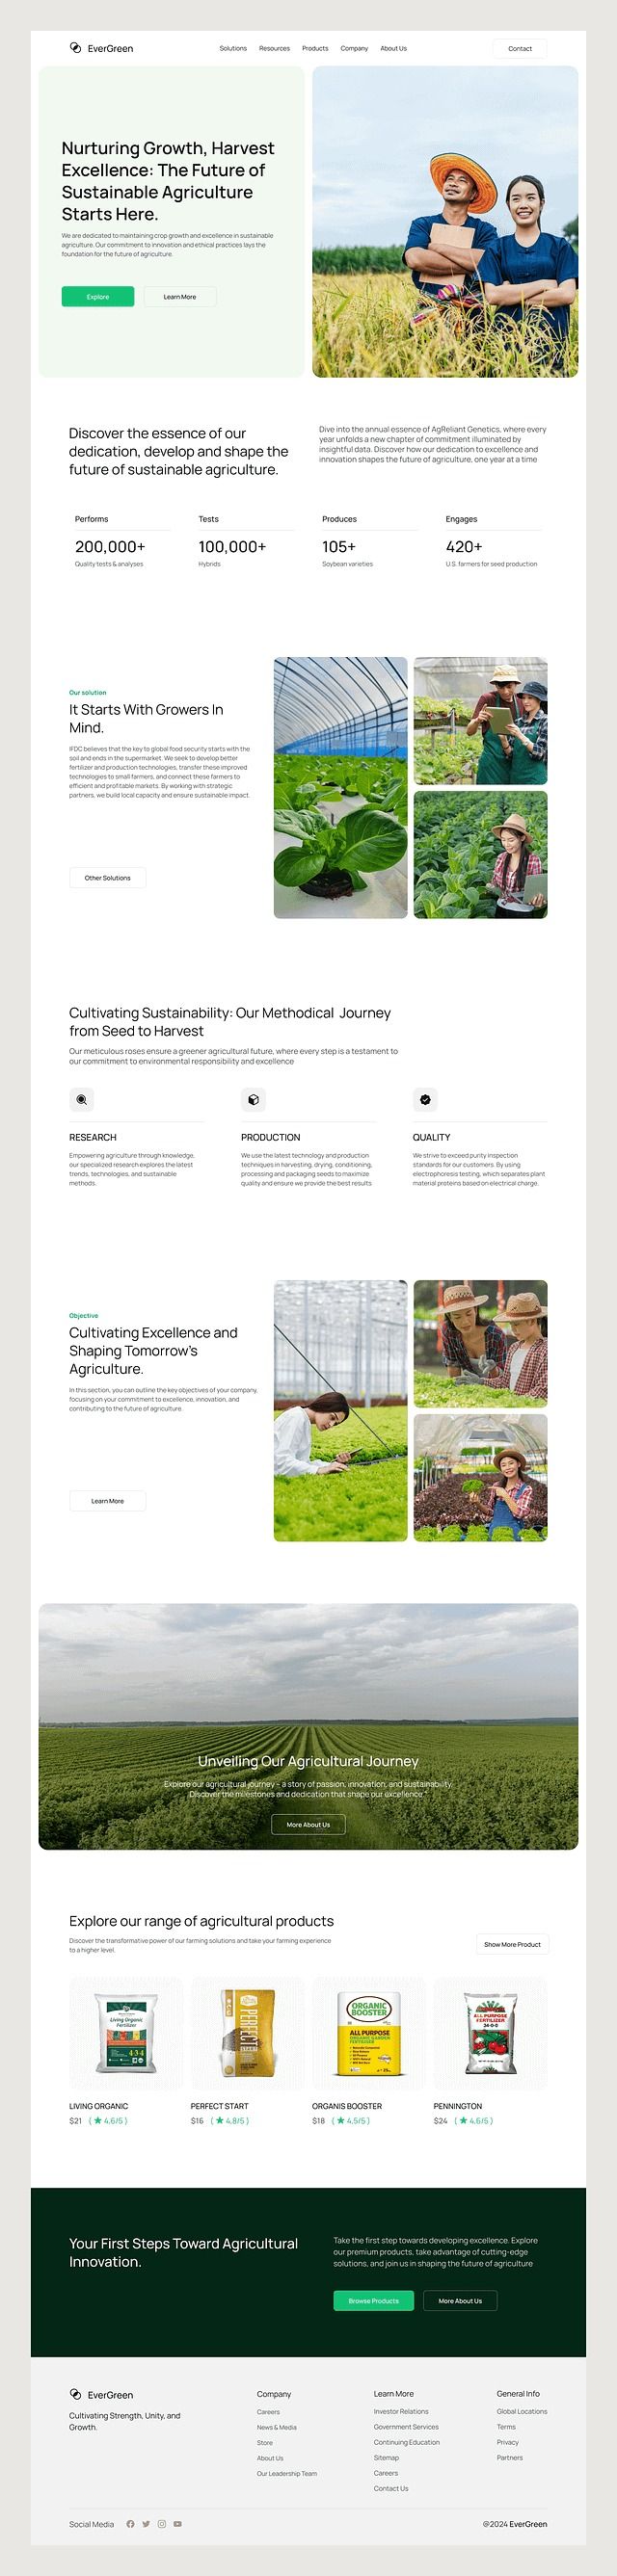 EverGreen
Solutions Resources Products Company About Us
Contact
Nurturing Growth, Harvest
Excellence: The Future of
Sustainable Agriculture
Starts Here.
We are dedicated to maintaining crop growth and excellence in sustainable
agriculture. Our commitment to innovation and ethical practices lays the
foundation for the future of agriculture.
Explore Learn More
Discover the essence of our
dedication, develop and shape the
future of sustainable agriculture.
Dive into the annual essence of AgReliant Genetics, where every
year unfolds a new chapter of commitment illuminated by
insightful data. Discover how our dedication to excellence and
innovation shapes the future of agriculture, one year at a time
Performs
200,000+
Quality tests & analyses
Tests
100,000+
Hybrids
Produces
105+
Soybean varieties
Engages
420+
U.S. farmers for seed production
Our solution
It Starts With Growers In
Mind.
IFDC believes that the key to global food security starts with the
soil and ends in the supermarket. We seek to develop better
fertilizer and production technologies, transfer these improved
technologies to small farmers, and connect these farmers to
efficient and profitable markets. By working with strategic
partners, we build local capacity and ensure sustainable impact.
Other Solutions
Cultivating Sustainability: Our Methodical Journey
from Seed to Harvest
Our meticulous roses ensure a greener agricultural future, where every step is a testament to
our commitment to environmental responsibility and excellence
RESEARCH
Empowering agriculture through knowledge,
our specialized research explores the latest
trends, technologies, and sustainable
methods.
PRODUCTION
We use the latest technology and production
techniques in harvesting, drying, conditioning,
processing and packaging seeds to maximize
quality and ensure we provide the best results.
QUALITY
We strive to exceed purity inspection
standards for our customers. By using
electrophoresis testing, which separates plant
material proteins based on electrical charge.
Objective
Cultivating Excellence and
Shaping Tomorrow's
Agriculture.
In this section, you can outline the key objectives of your company,
focusing on your commitment to excellence, innovation, and
contributing to the future of agriculture.
Learn More
Unveiling Our Agricultural Journey
Explore our agricultural journey – a story of passion, innovation, and sustainability.
Discover the milestones and dedication that shape our excellence."
More About Us
Explore our range of agricultural products
Discover the transformative power of our farming solutions and take your farming experience
to a higher level.
Show More Product
Living Organic
Fertilizer
4-3-4
PERFECT
ORGANIC
BOOSTER
ALL PURPOSE
ORGANIC GARDEN
FERTILIZER
ALL PURPOSE
FERTILIZER
LIVING ORGANIC
$21 ( ★ 4,6/5 )
PERFECT START
$16 ( ★ 4,8/5 )
ORGANIS BOOSTER
$18 ( ★ 4,5/5 )
PENNINGTON
$24 ( ★ 4,6/5 )
Your First Steps Toward Agricultural
Innovation.
Take the first step towards developing excellence. Explore
our premium products, take advantage of cutting-edge
solutions, and join us in shaping the future of agriculture
Browse Products More About Us
EverGreen
Cultivating Strength, Unity, and
Growth.
Company
Careers
News & Media
Store
About Us
Our Leadership Team
Learn More
Investor Relations
Government Services
Continuing Education
Sitemap
Careers
Contact Us
General Info
Global Locations
Terms
Privacy
Partners
Social Media
@2024 EverGreen